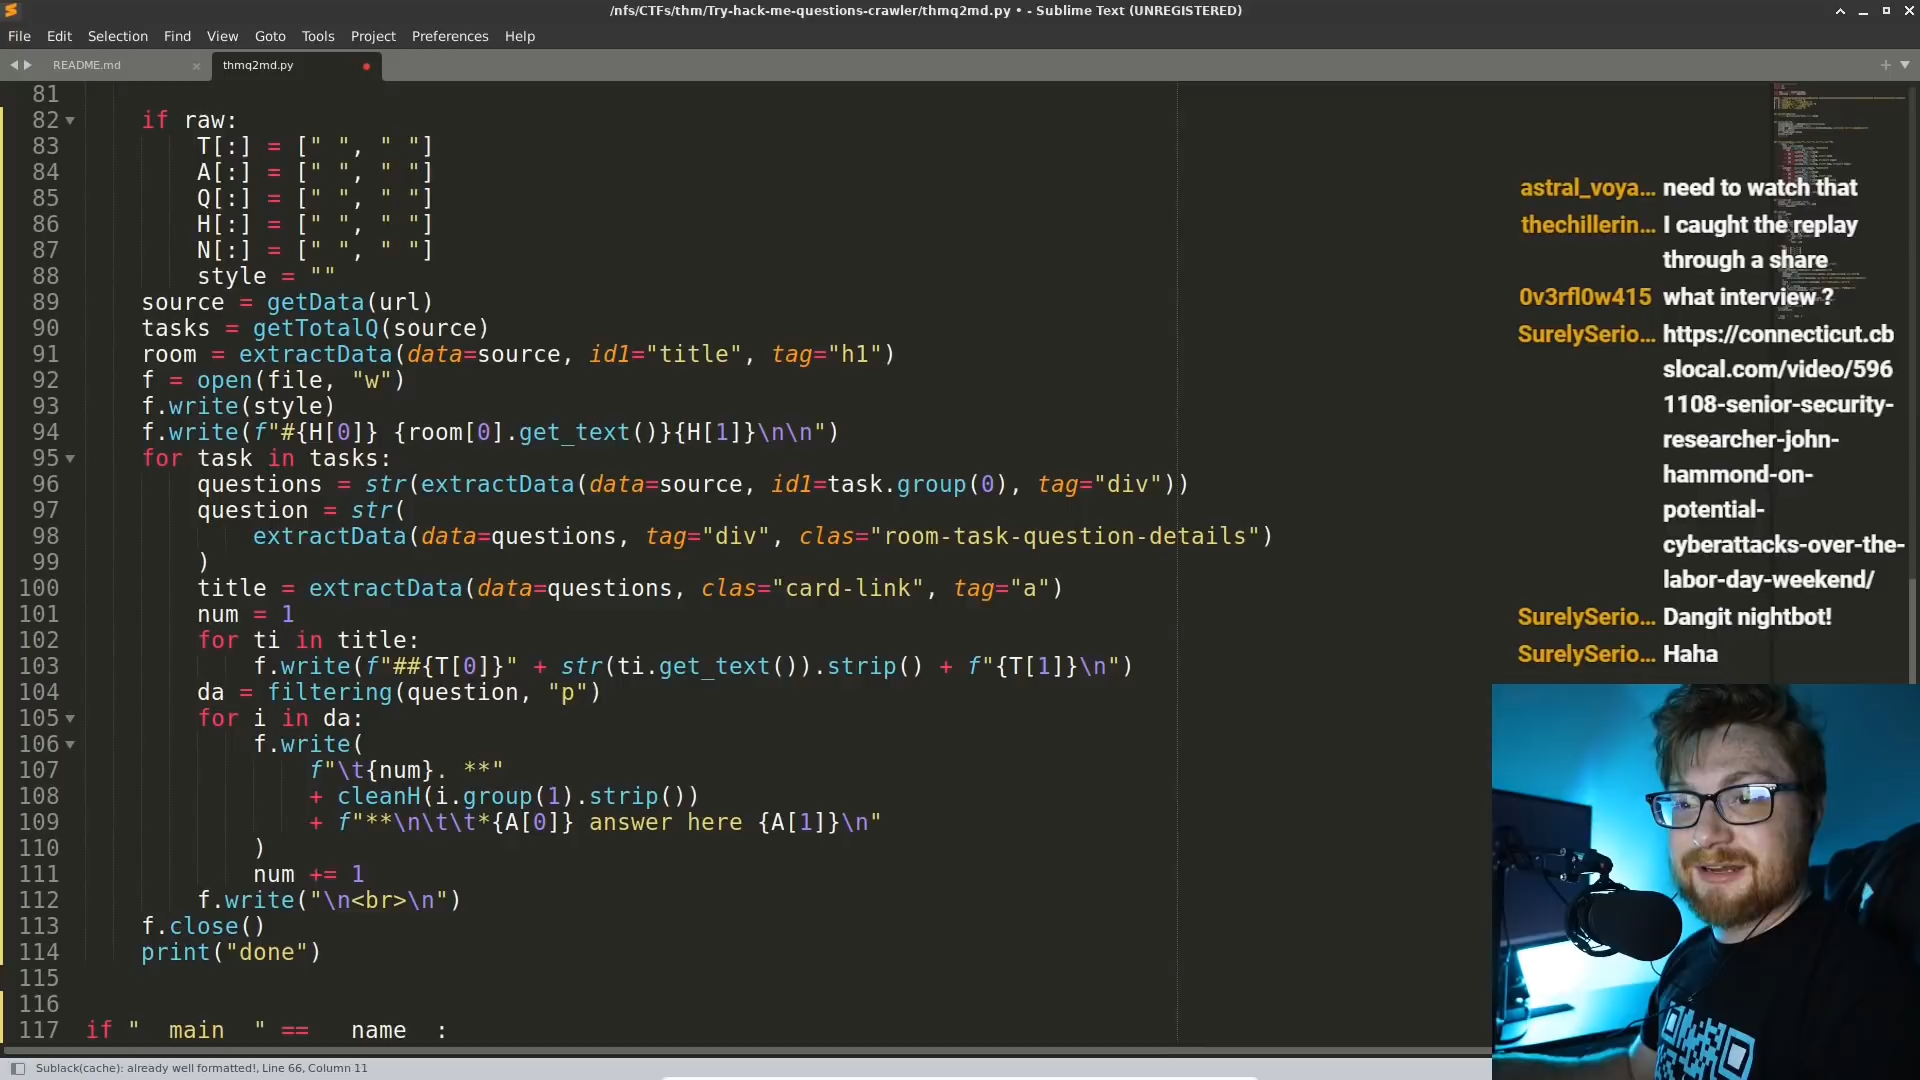 /nfs/CTFs/thm/Try-hack-me-questions-crawler/thmq2md.py • - Sublime Text (UNREGISTERED)
File Edit Selection Find View Goto Tools Project Preferences Help
README.md × thmq2md.py
81
82 if raw:
83 T[:] = [" ", " "]
84 A[:] = [" ", " "]
85 Q[:] = [" ", " "]
86 H[:] = [" ", " "]
87 N[:] = [" ", " "]
88 style = ""
89 source = getData(url)
90 tasks = getTotalQ(source)
91 room = extractData(data=source, id1="title", tag="h1")
92 f = open(file, "w")
93 f.write(style)
94 f.write(f"#{H[0]} {room[0].get_text()}{H[1]}\n\n")
95 for task in tasks:
96 questions = str(extractData(data=source, id1=task.group(0), tag="div"))
97 question = str(
98 extractData(data=questions, tag="div", clas="room-task-question-details")
99 )
100 title = extractData(data=questions, clas="card-link", tag="a")
101 num = 1
102 for ti in title:
103 f.write(f"##{T[0]}" + str(ti.get_text()).strip() + f"{T[1]}\n")
104 da = filtering(question, "p")
105 for i in da:
106 f.write(
107 f"\t{num}. **"
108 + cleanH(i.group(1).strip())
109 + f"**\n\t\t*{A[0]} answer here {A[1]}\n"
110 )
111 num += 1
112 f.write("\n<br>\n")
113 f.close()
114 print("done")
115
116
117 if "__main__" == __name__:
astral_voya... need to watch that
thechillerin... I caught the replay
through a share
0v3rfl0w415 what interview ?
SurelySerio... https://connecticut.cb
slocal.com/video/596
1108-senior-security-
researcher-john-
hammond-on-
potential-
cyberattacks-over-the-
labor-day-weekend/
SurelySerio... Dangit nightbot!
SurelySerio... Haha
Sublack(cache): already well formatted!, Line 66, Column 11